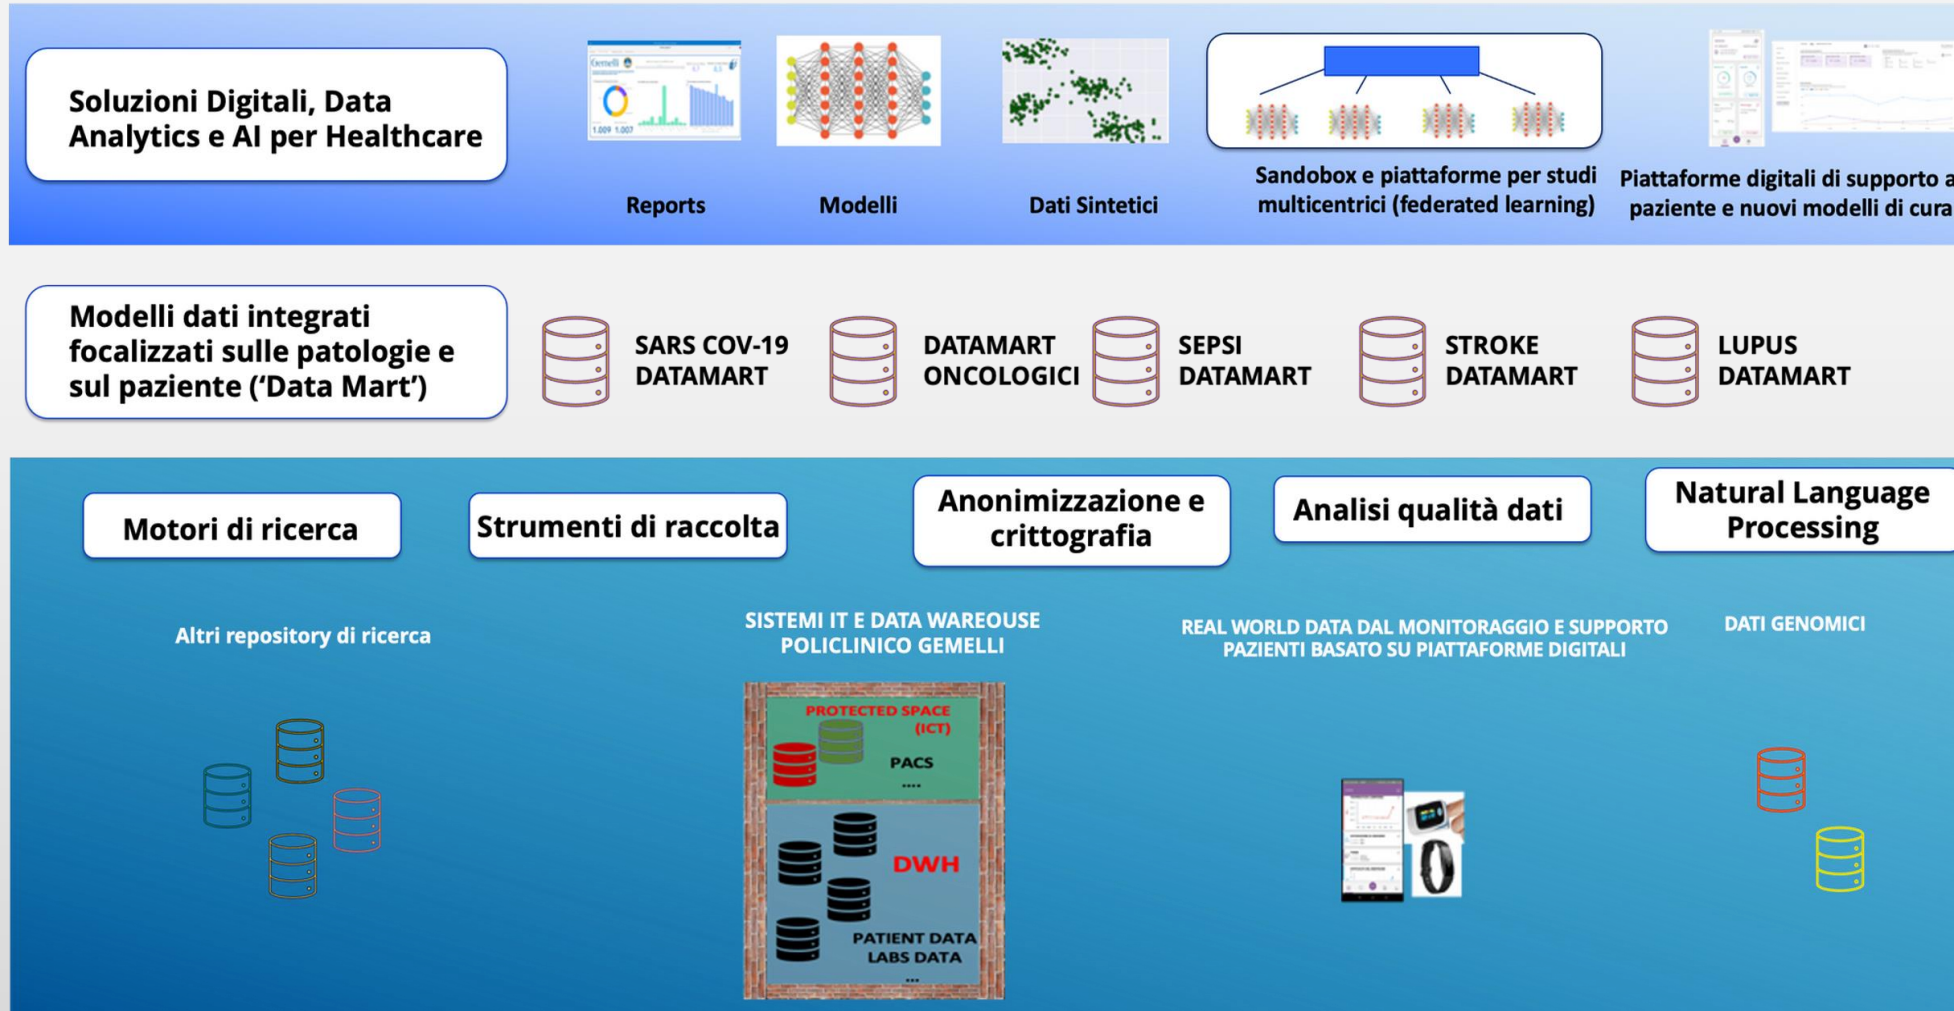 Soluzioni Digitali, Data
Analytics e AI per Healthcare
Gemelli
1.009 1.007
Reports
Modelli
Dati Sintetici
Sandobox e piattaforme per studi
multicentrici (federated learning)
Piattaforme digitali di supporto a
paziente e nuovi modelli di cura
Modelli dati integrati
focalizzati sulle patologie e
sul paziente (‘Data Mart’)
SARS COV-19
DATAMART
DATAMART
ONCOLOGICI
SEPSI
DATAMART
STROKE
DATAMART
LUPUS
DATAMART
Motori di ricerca
Strumenti di raccolta
Anonimizzazione e
crittografia
Analisi qualità dati
Natural Language
Processing
Altri repository di ricerca
SISTEMI IT E DATA WAREOUSE
POLICLINICO GEMELLI
REAL WORLD DATA DAL MONITORAGGIO E SUPPORTO
PAZIENTI BASATO SU PIATTAFORME DIGITALI
DATI GENOMICI
PROTECTED SPACE
(ICT)
PACS
....
DWH
PATIENT DATA
LABS DATA
...